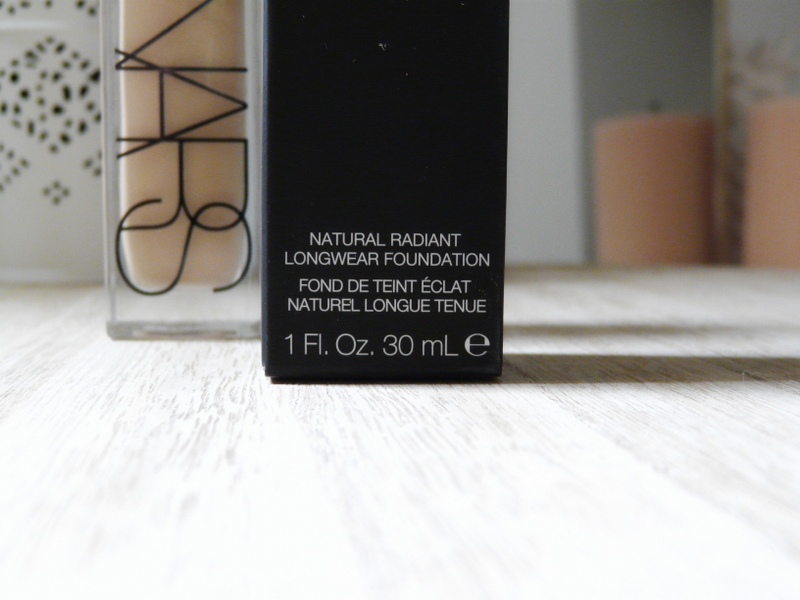 NARS
NATURAL RADIANT
LONGWEAR FOUNDATION
FOND DE TEINT ÉCLAT
NATUREL LONGUE TENUE
1 Fl. Oz. 30 mL ℮